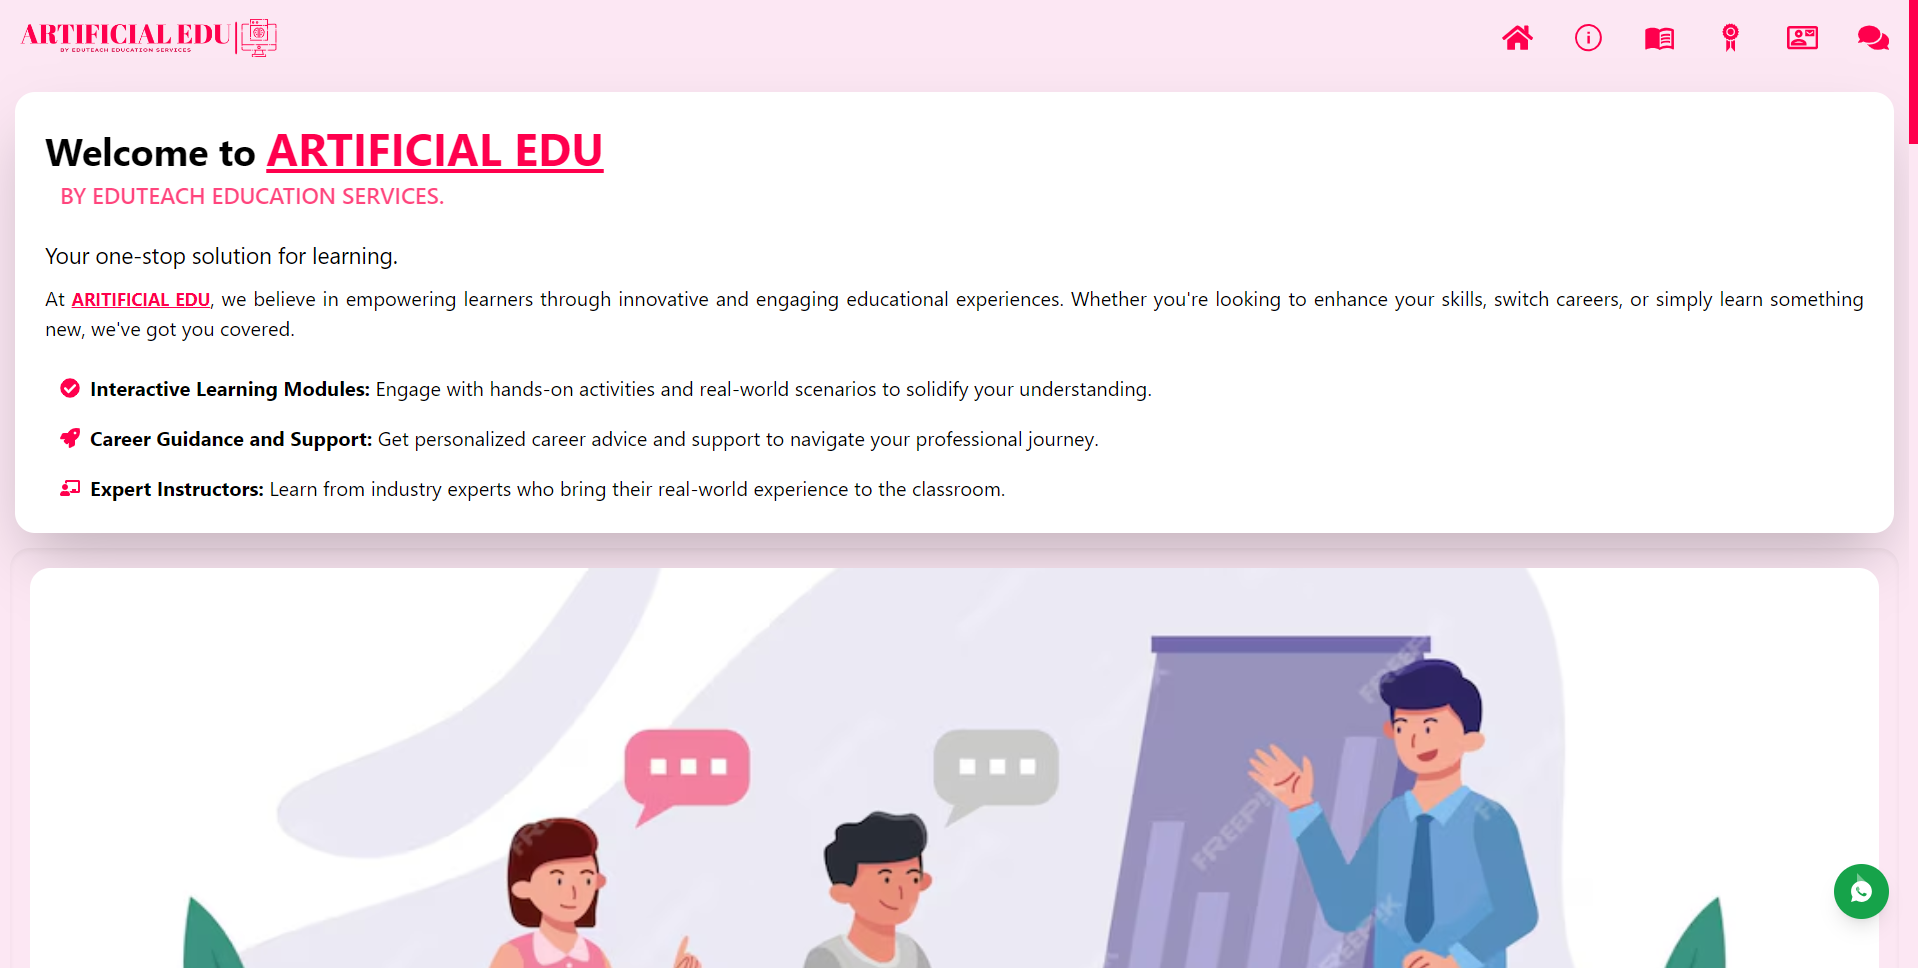 ARTIFICIAL EDU
BY EDUTEACH EDUCATION SERVICES
Welcome to ARTIFICIAL EDU
BY EDUTEACH EDUCATION SERVICES.
Your one-stop solution for learning.
At ARITIFICIAL EDU, we believe in empowering learners through innovative and engaging educational experiences. Whether you're looking to enhance your skills, switch careers, or simply learn something
new, we've got you covered.
Interactive Learning Modules: Engage with hands-on activities and real-world scenarios to solidify your understanding.
Career Guidance and Support: Get personalized career advice and support to navigate your professional journey.
Expert Instructors: Learn from industry experts who bring their real-world experience to the classroom.
FREEPIK
FREEPIK
FREEPIK